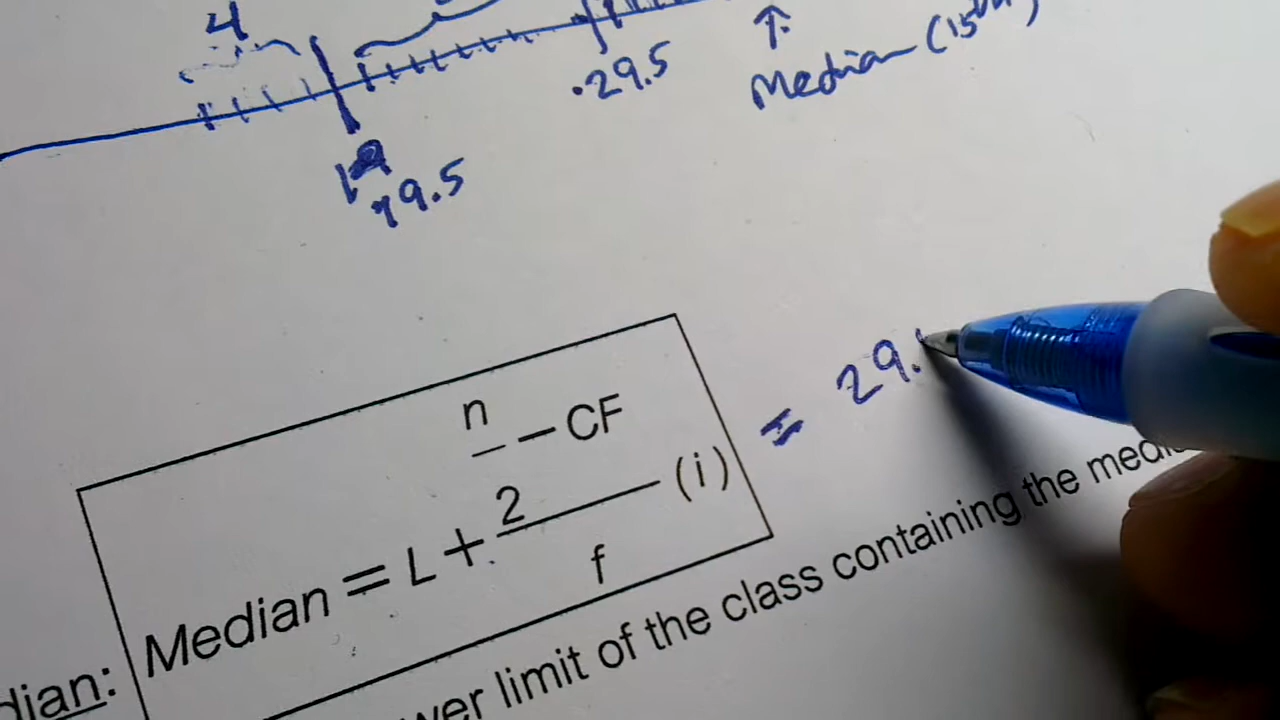 4
29.5
Median (15th)
19.5
Median = L + n/2 − CF / f (i) = 29.
dian:
wer limit of the class containing the medi